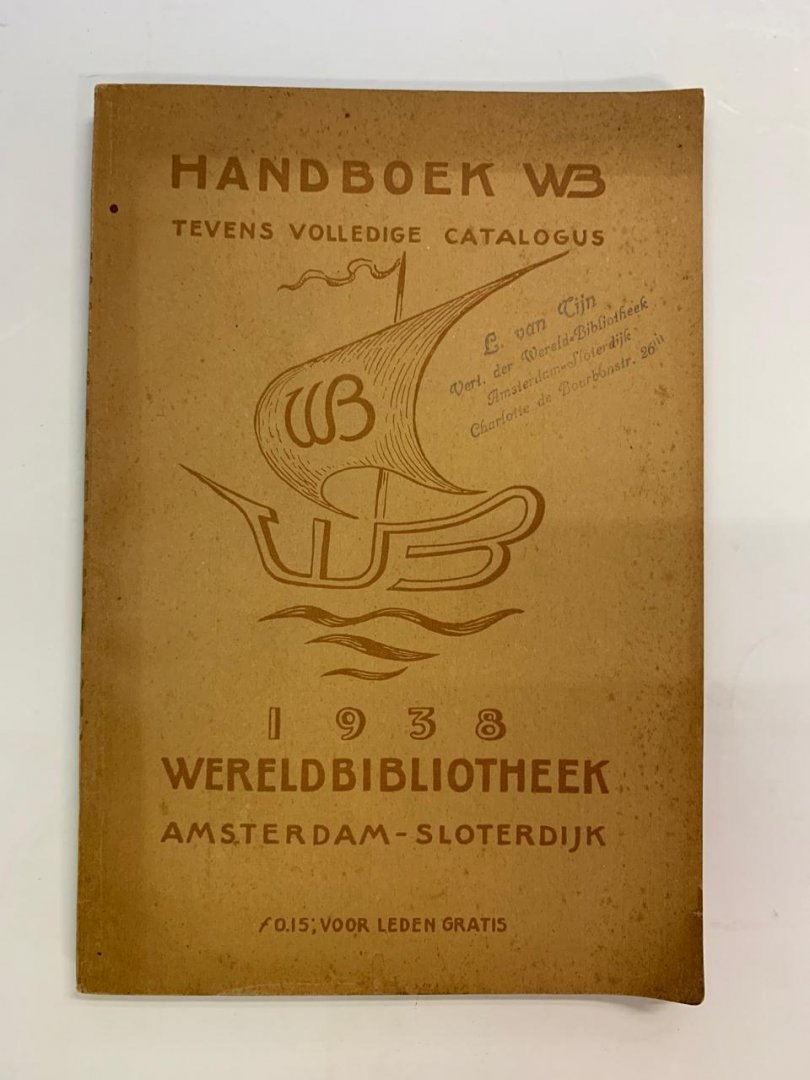 HANDBOEK WB
TEVENS VOLLEDIGE CATALOGUS
L. van Tijn
Vert. der Wereld-Bibliotheek
Amsterdam-Sloterdijk
Charlotte de Bourbonstr. 26III
WB
WB
1938
WERELDBIBLIOTHEEK
AMSTERDAM-SLOTERDIJK
f 0.15; VOOR LEDEN GRATIS